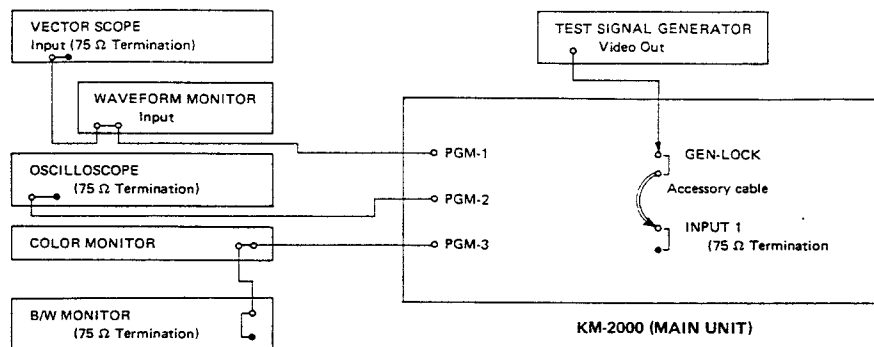 VECTOR SCOPE
Input (75 Ω Termination)
WAVEFORM MONITOR
Input
OSCILLOSCOPE
(75 Ω Termination)
COLOR MONITOR
B/W MONITOR
(75 Ω Termination)
TEST SIGNAL GENERATOR
Video Out
PGM-1
PGM-2
PGM-3
GEN-LOCK
Accessory cable
INPUT 1
(75 Ω Termination
KM-2000 (MAIN UNIT)